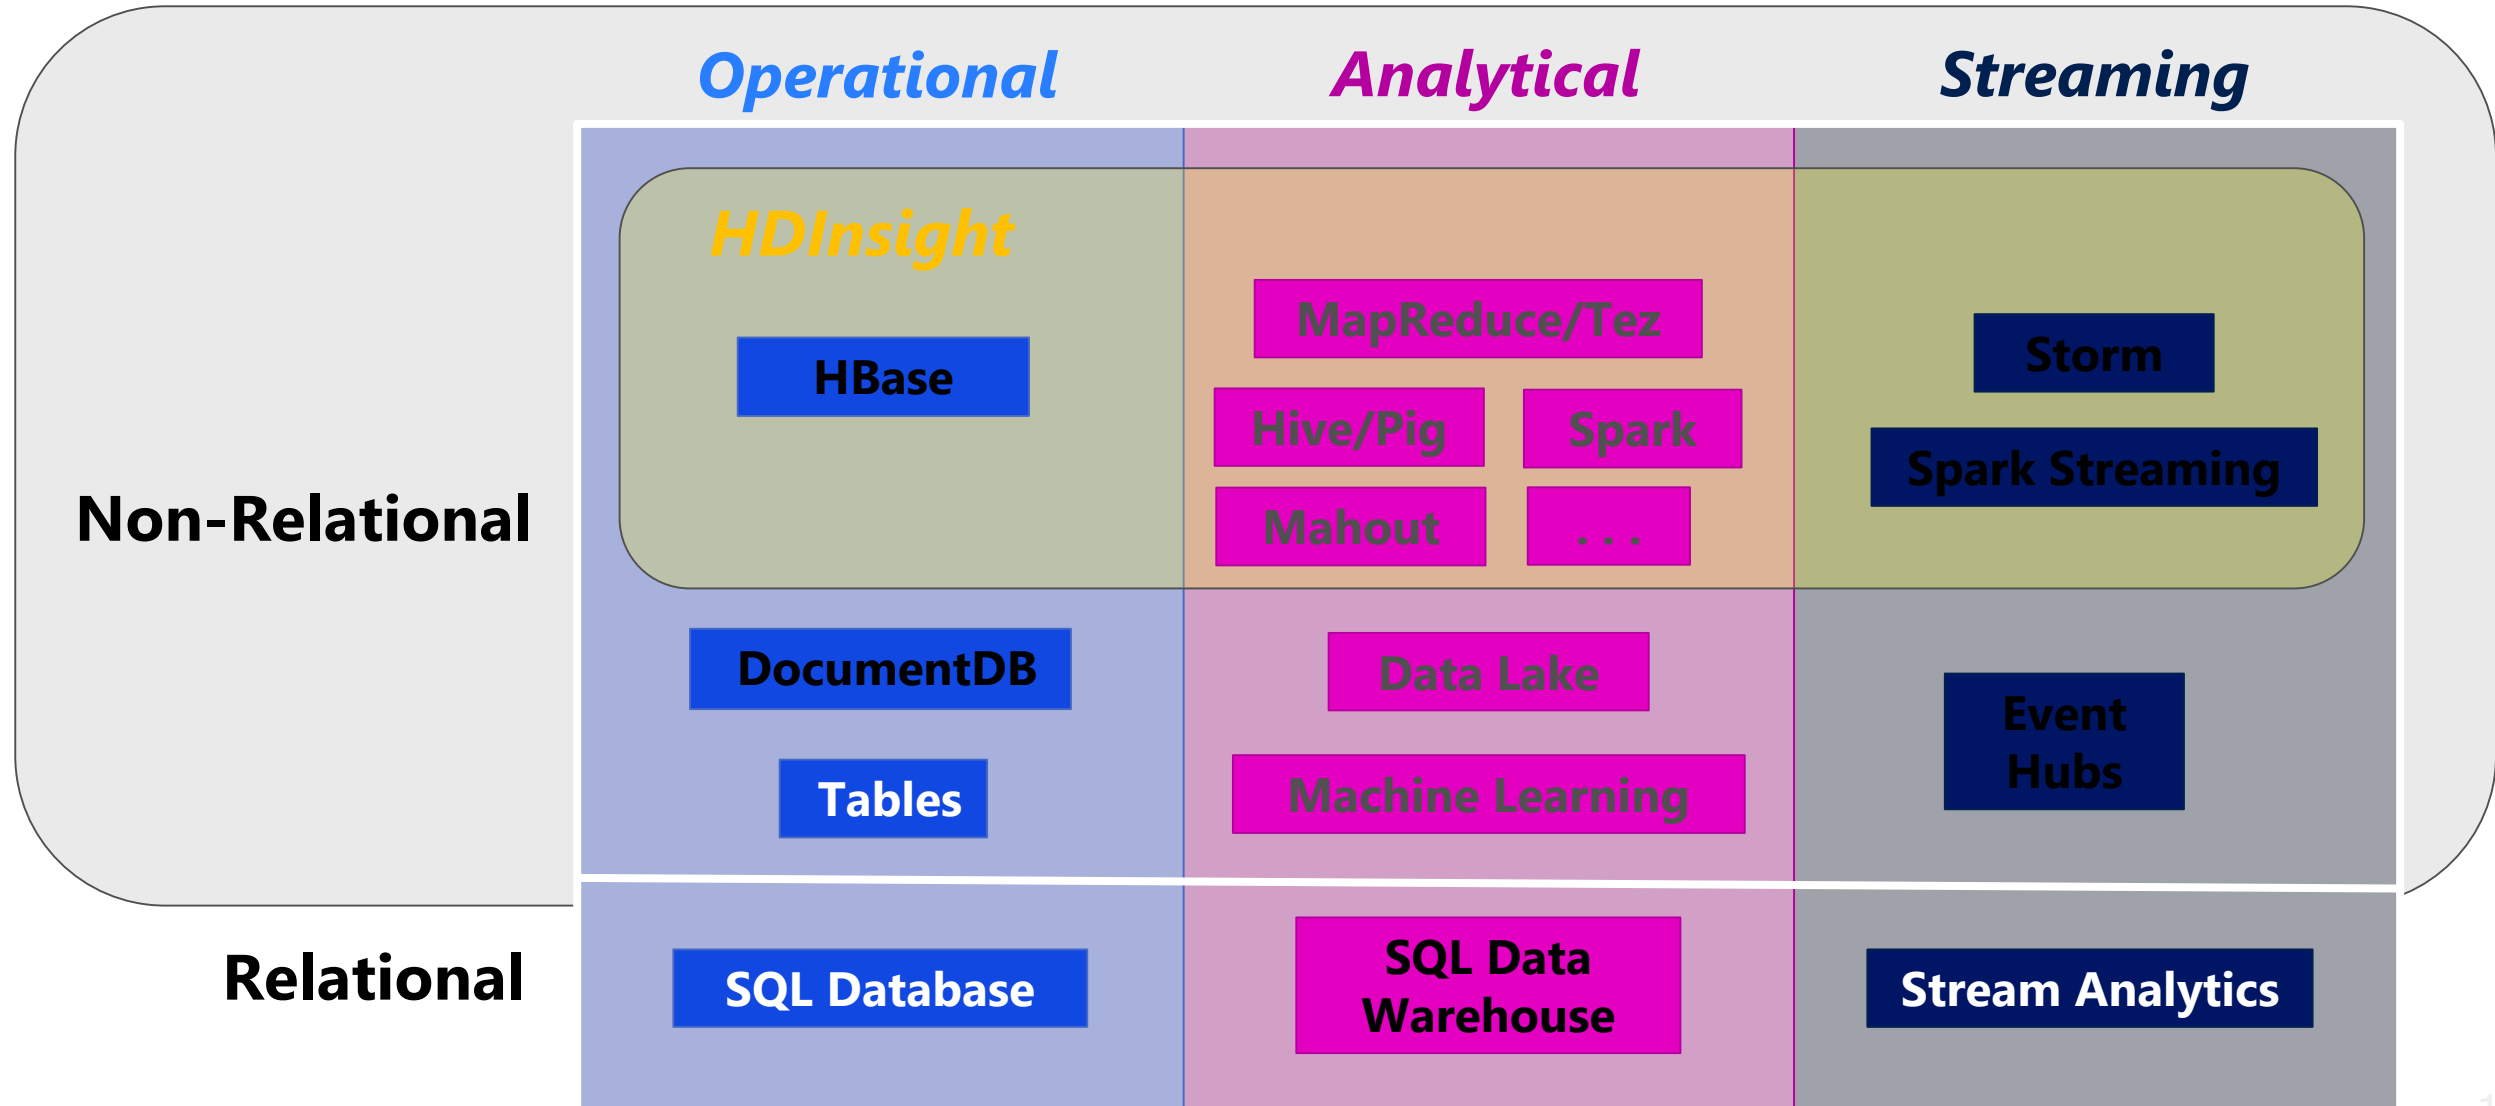 Operational
Analytical
Streaming
HDInsight
MapReduce/Tez
Storm
HBase
Hive/Pig
Spark
Spark Streaming
Non-Relational
Mahout
. . .
DocumentDB
Data Lake
Event
Hubs
Tables
Machine Learning
Relational
SQL Database
SQL Data
Warehouse
Stream Analytics